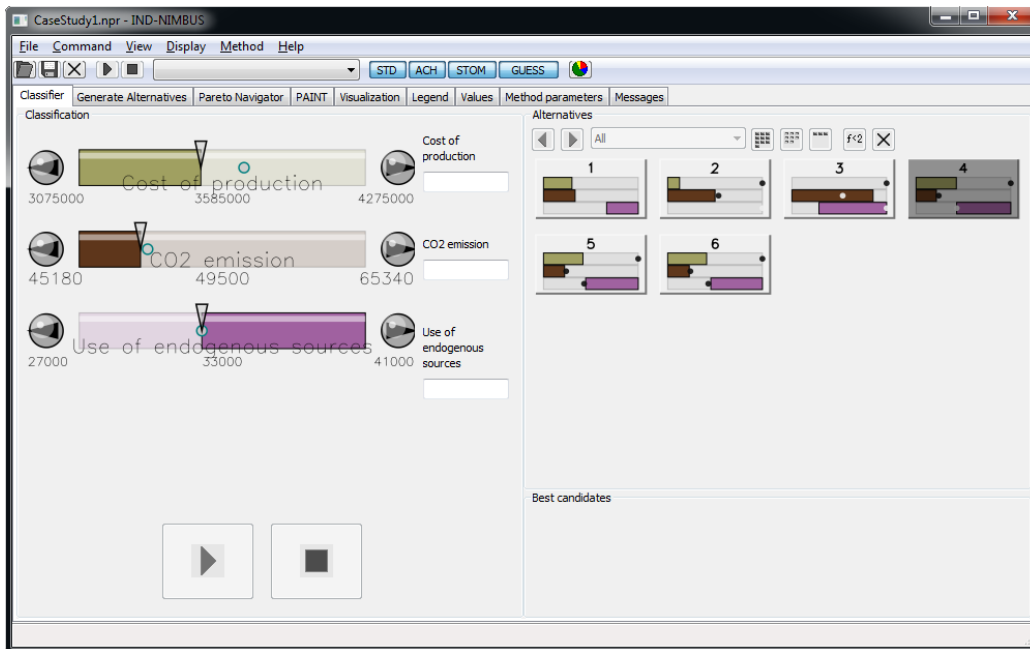 CaseStudy1.npr - IND-NIMBUS
File Command View Display Method Help
STD ACH STOM GUESS
Classifier Generate Alternatives Pareto Navigator PAINT Visualization Legend Values Method parameters Messages
Classification
Cost of production
3075000 3585000 4275000
Cost of
production
CO2 emission
45180 49500 65340
CO2 emission
Use of endogenous sources
27000 33000 41000
Use of
endogenous
sources
Alternatives
All f<2
1 2 3 4
5 6
Best candidates